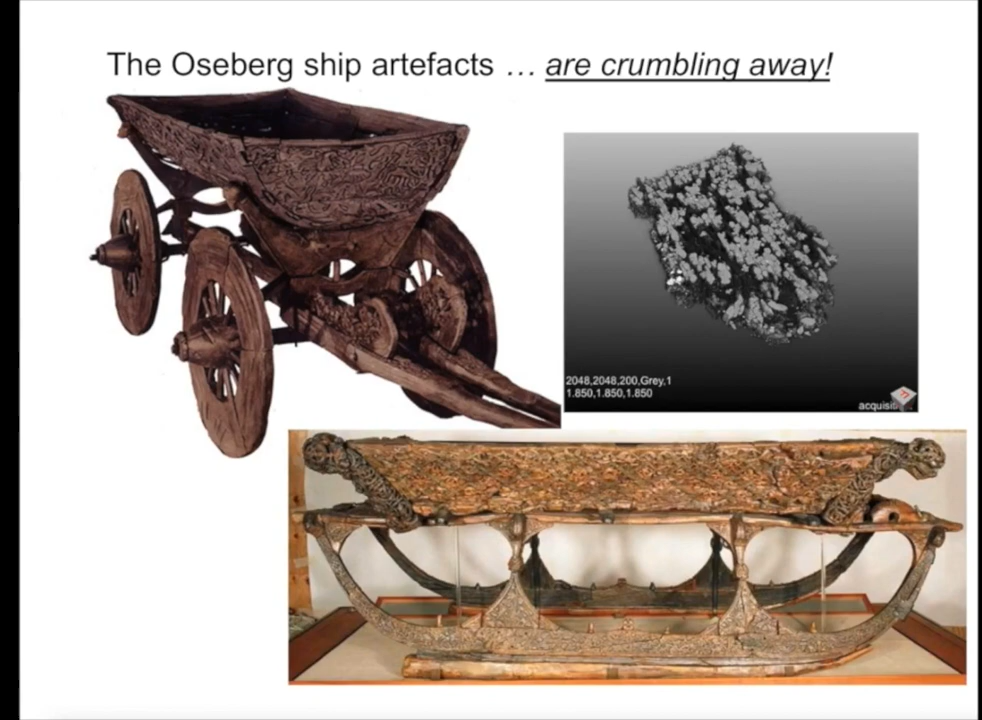 The Oseberg ship artefacts … are crumbling away!
2048,2048,200,Grey,1
1.850,1.850,1.850